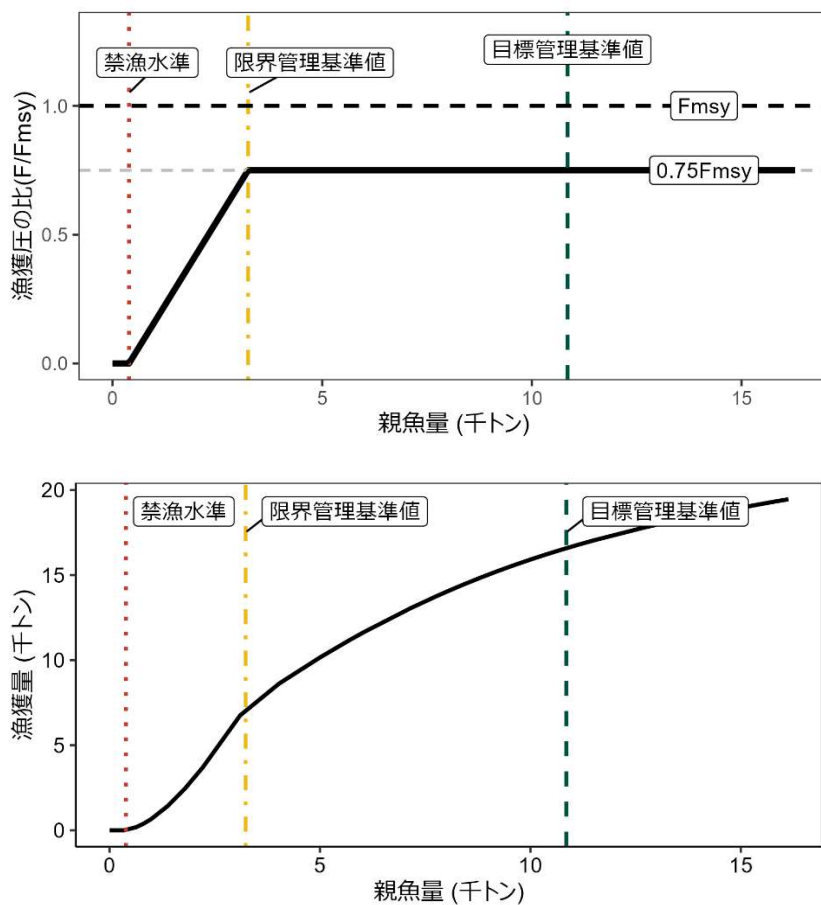 目標管理基準値
禁漁水準
限界管理基準値
1.0
Fmsy
0.75Fmsy
0.5
0.0
漁獲圧の比(F/Fmsy)
0
5
10
15
親魚量 (千トン)
20
禁漁水準
限界管理基準値
目標管理基準値
15
10
5
0
漁獲量 (千トン)
0
5
10
15
親魚量 (千トン)